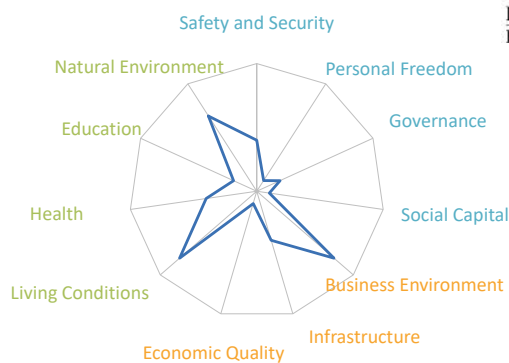 Safety and Security
Natural Environment
Personal Freedom
Education
Governance
Health
Social Capital
Living Conditions
Business Environment
Infrastructure
Economic Quality